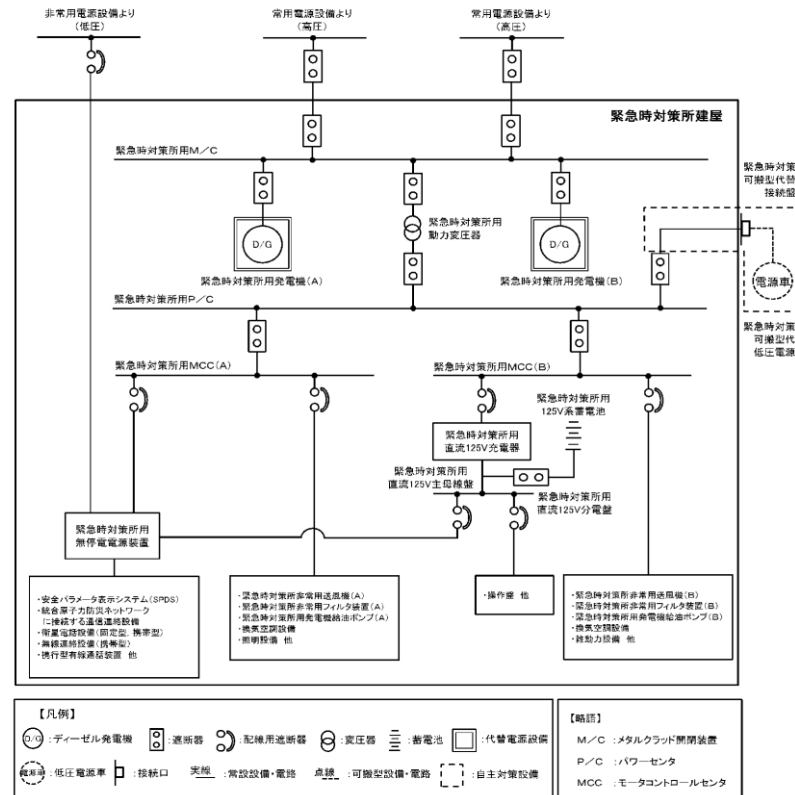 非常用電源設備より
(低圧)
常用電源設備より
(高圧)
常用電源設備より
(高圧)
緊急時対策所建屋
緊急時対策所用M/C
緊急時対策
可搬型代替
接続盤
緊急時対策所用
動力変圧器
D/G
D/G
緊急時対策所用発電機(A)
緊急時対策所用発電機(B)
電源車
緊急時対策所用P/C
緊急時対策
可搬型代
低圧電源
緊急時対策所用MCC(A)
緊急時対策所用MCC(B)
緊急時対策所用
125V系蓄電池
緊急時対策所用
直流125V充電器
緊急時対策所用
直流125V主母線盤
緊急時対策所用
直流125V分電盤
緊急時対策所用
無停電電源装置
・安全パラメータ表示システム(SPDS)
・統合原子力防災ネットワーク
に接続する通信連絡設備
・衛星電話設備(固定型、携帯型)
・無線連絡設備(携帯型)
・携行型有線通話装置 他
・緊急時対策所非常用送風機(A)
・緊急時対策所非常用フィルタ装置(A)
・緊急時対策所用発電機給油ポンプ(A)
・換気空調設備
・照明設備 他
・操作盤 他
・緊急時対策所非常用送風機(B)
・緊急時対策所非常用フィルタ装置(B)
・緊急時対策所用発電機給油ポンプ(B)
・換気空調設備
・雑動力設備 他
【凡例】
D/G :ディーゼル発電機 :遮断器 :配線用遮断器 :変圧器 :蓄電池 :代替電源設備
電源車 :低圧電源車 :接続口 実線 :常設設備・電路 点線 :可搬型設備・電路 :自主対策設備
【略語】
M/C :メタルクラッド開閉装置
P/C :パワーセンタ
MCC :モータコントロールセンタ